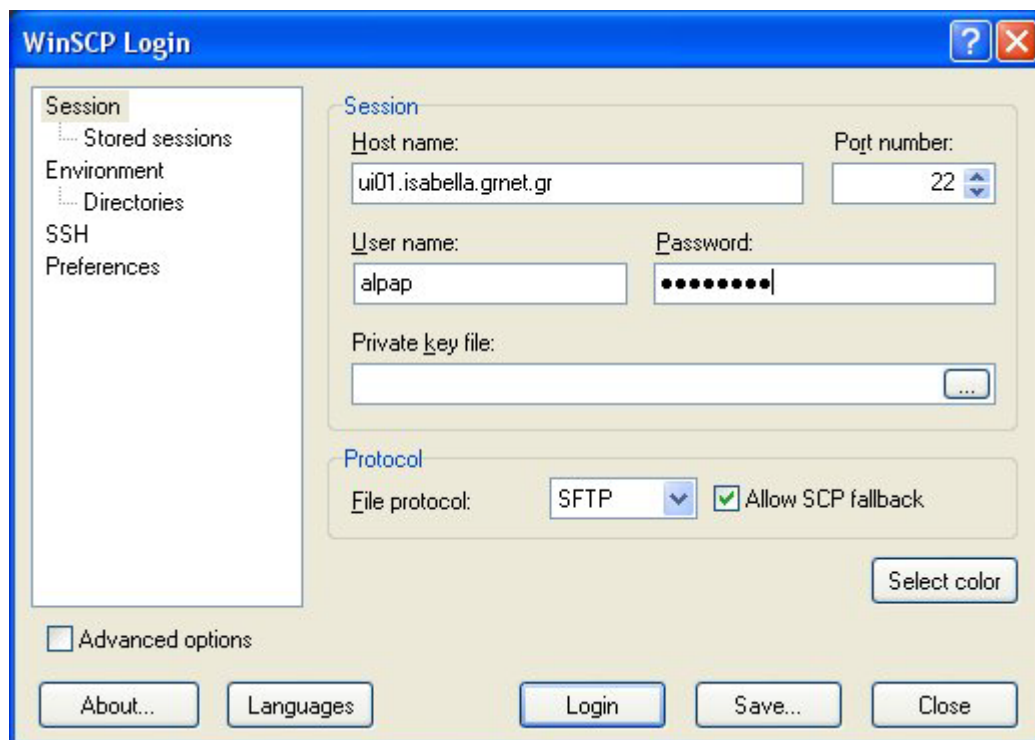 WinSCP Login
Session
Stored sessions
Environment
Directories
SSH
Preferences
Session
Host name:
Port number:
ui01.isabella.grnet.gr
22
User name:
Password:
alpap
●●●●●●●●
Private key file:
...
Protocol
File protocol:
SFTP
Allow SCP fallback
Select color
Advanced options
About...
Languages
Login
Save...
Close